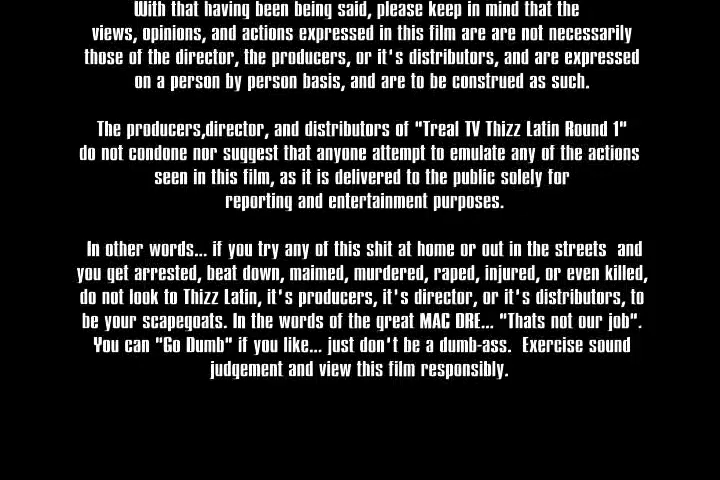 With that having been being said, please keep in mind that the
views, opinions, and actions expressed in this film are are not necessarily
those of the director, the producers, or it's distributors, and are expressed
on a person by person basis, and are to be construed as such.
The producers,director, and distributors of "Treal TV Thizz Latin Round 1"
do not condone nor suggest that anyone attempt to emulate any of the actions
seen in this film, as it is delivered to the public solely for
reporting and entertainment purposes.
In other words... if you try any of this shit at home or out in the streets and
you get arrested, beat down, maimed, murdered, raped, injured, or even killed,
do not look to Thizz Latin, it's producers, it's director, or it's distributors, to
be your scapegoats. In the words of the great MAC DRE... "Thats not our job".
You can "Go Dumb" if you like... just don't be a dumb-ass. Exercise sound
judgement and view this film responsibly.